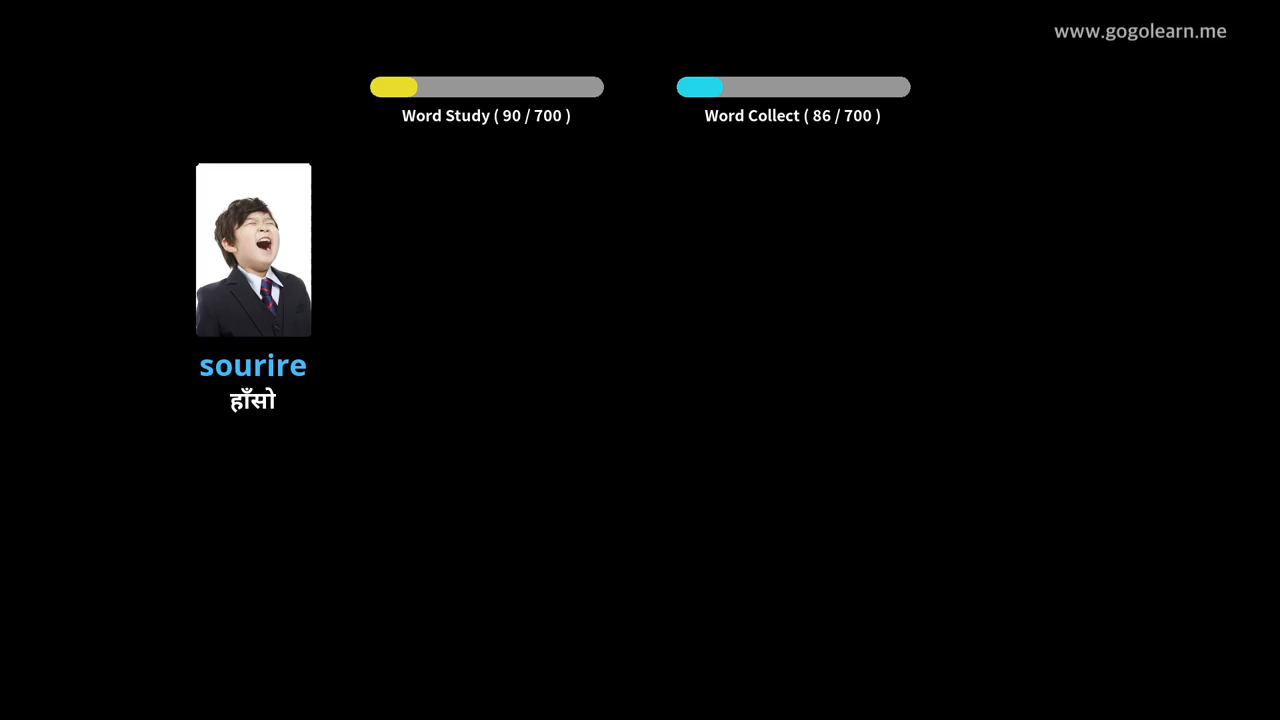 www.gogolearn.me
Word Study ( 90 / 700 )
Word Collect ( 86 / 700 )
sourire
हाँसो